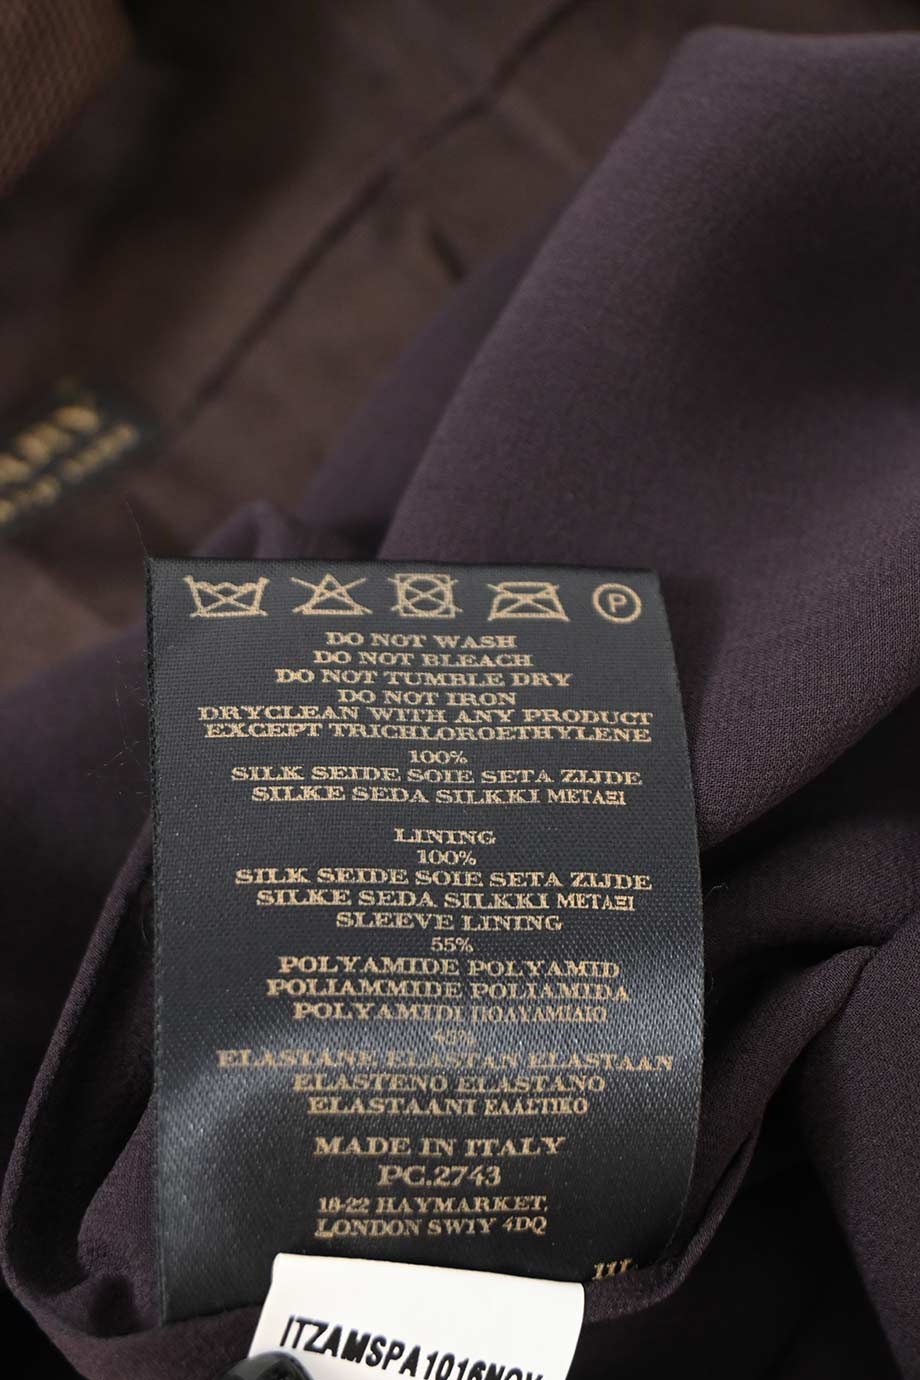 P
DO NOT WASH
DO NOT BLEACH
DO NOT TUMBLE DRY
DO NOT IRON
DRYCLEAN WITH ANY PRODUCT
EXCEPT TRICHLOROETHYLENE
100%
SILK SEIDE SOIE SETA ZIJDE
SILKE SEDA SILKKI ΜΕΤΑΞΙ
LINING
100%
SILK SEIDE SOIE SETA ZIJDE
SILKE SEDA SILKKI ΜΕΤΑΞΙ
SLEEVE LINING
55%
POLYAMIDE POLYAMID
POLIAMMIDE POLIAMIDA
POLYAMIDI ΠΟΛΥΑΜΙΔΙΟ
45%
ELASTANE ELASTAN ELASTAAN
ELASTENO ELASTANO
ELASTAANI ΕΛΑΣΤΙΚΟ
MADE IN ITALY
PC.2743
18-22 HAYMARKET,
LONDON SW1Y 4DQ